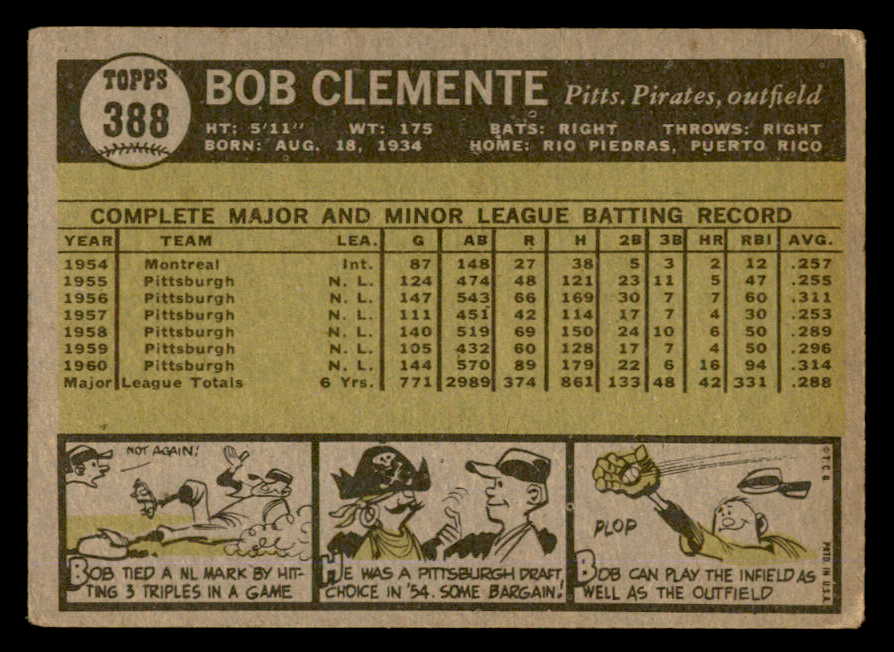 TOPPS
388
BOB CLEMENTE Pitts. Pirates, outfield
HT: 5'11" WT: 175 BATS: RIGHT THROWS: RIGHT
BORN: AUG. 18, 1934 HOME: RIO PIEDRAS, PUERTO RICO
COMPLETE MAJOR AND MINOR LEAGUE BATTING RECORD
YEAR TEAM LEA. G AB R H 2B 3B HR RBI AVG.
1954 Montreal Int. 87 148 27 38 5 3 2 12 .257
1955 Pittsburgh N. L. 124 474 48 121 23 11 5 47 .255
1956 Pittsburgh N. L. 147 543 66 169 30 7 7 60 .311
1957 Pittsburgh N. L. 111 451 42 114 17 7 4 30 .253
1958 Pittsburgh N. L. 140 519 69 150 24 10 6 50 .289
1959 Pittsburgh N. L. 105 432 60 128 17 7 4 50 .296
1960 Pittsburgh N. L. 144 570 89 179 22 6 16 94 .314
Major League Totals 6 Yrs. 771 2989 374 861 133 48 42 331 .288
NOT AGAIN!
BOB TIED A NL MARK BY HIT-
TING 3 TRIPLES IN A GAME
HE WAS A PITTSBURGH DRAFT
CHOICE IN '54. SOME BARGAIN!
PLOP
BOB CAN PLAY THE INFIELD AS
WELL AS THE OUTFIELD
©T.C.G. PRTD. IN U.S.A.